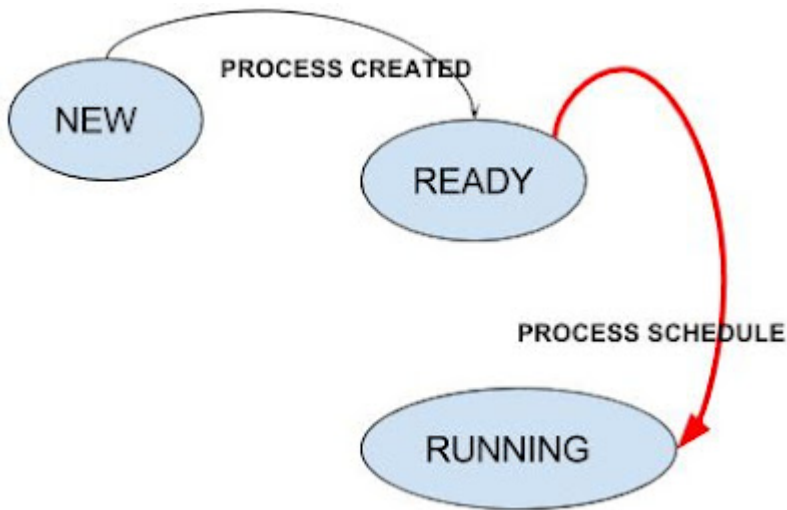 PROCESS CREATED
NEW
READY
PROCESS SCHEDULE
RUNNING